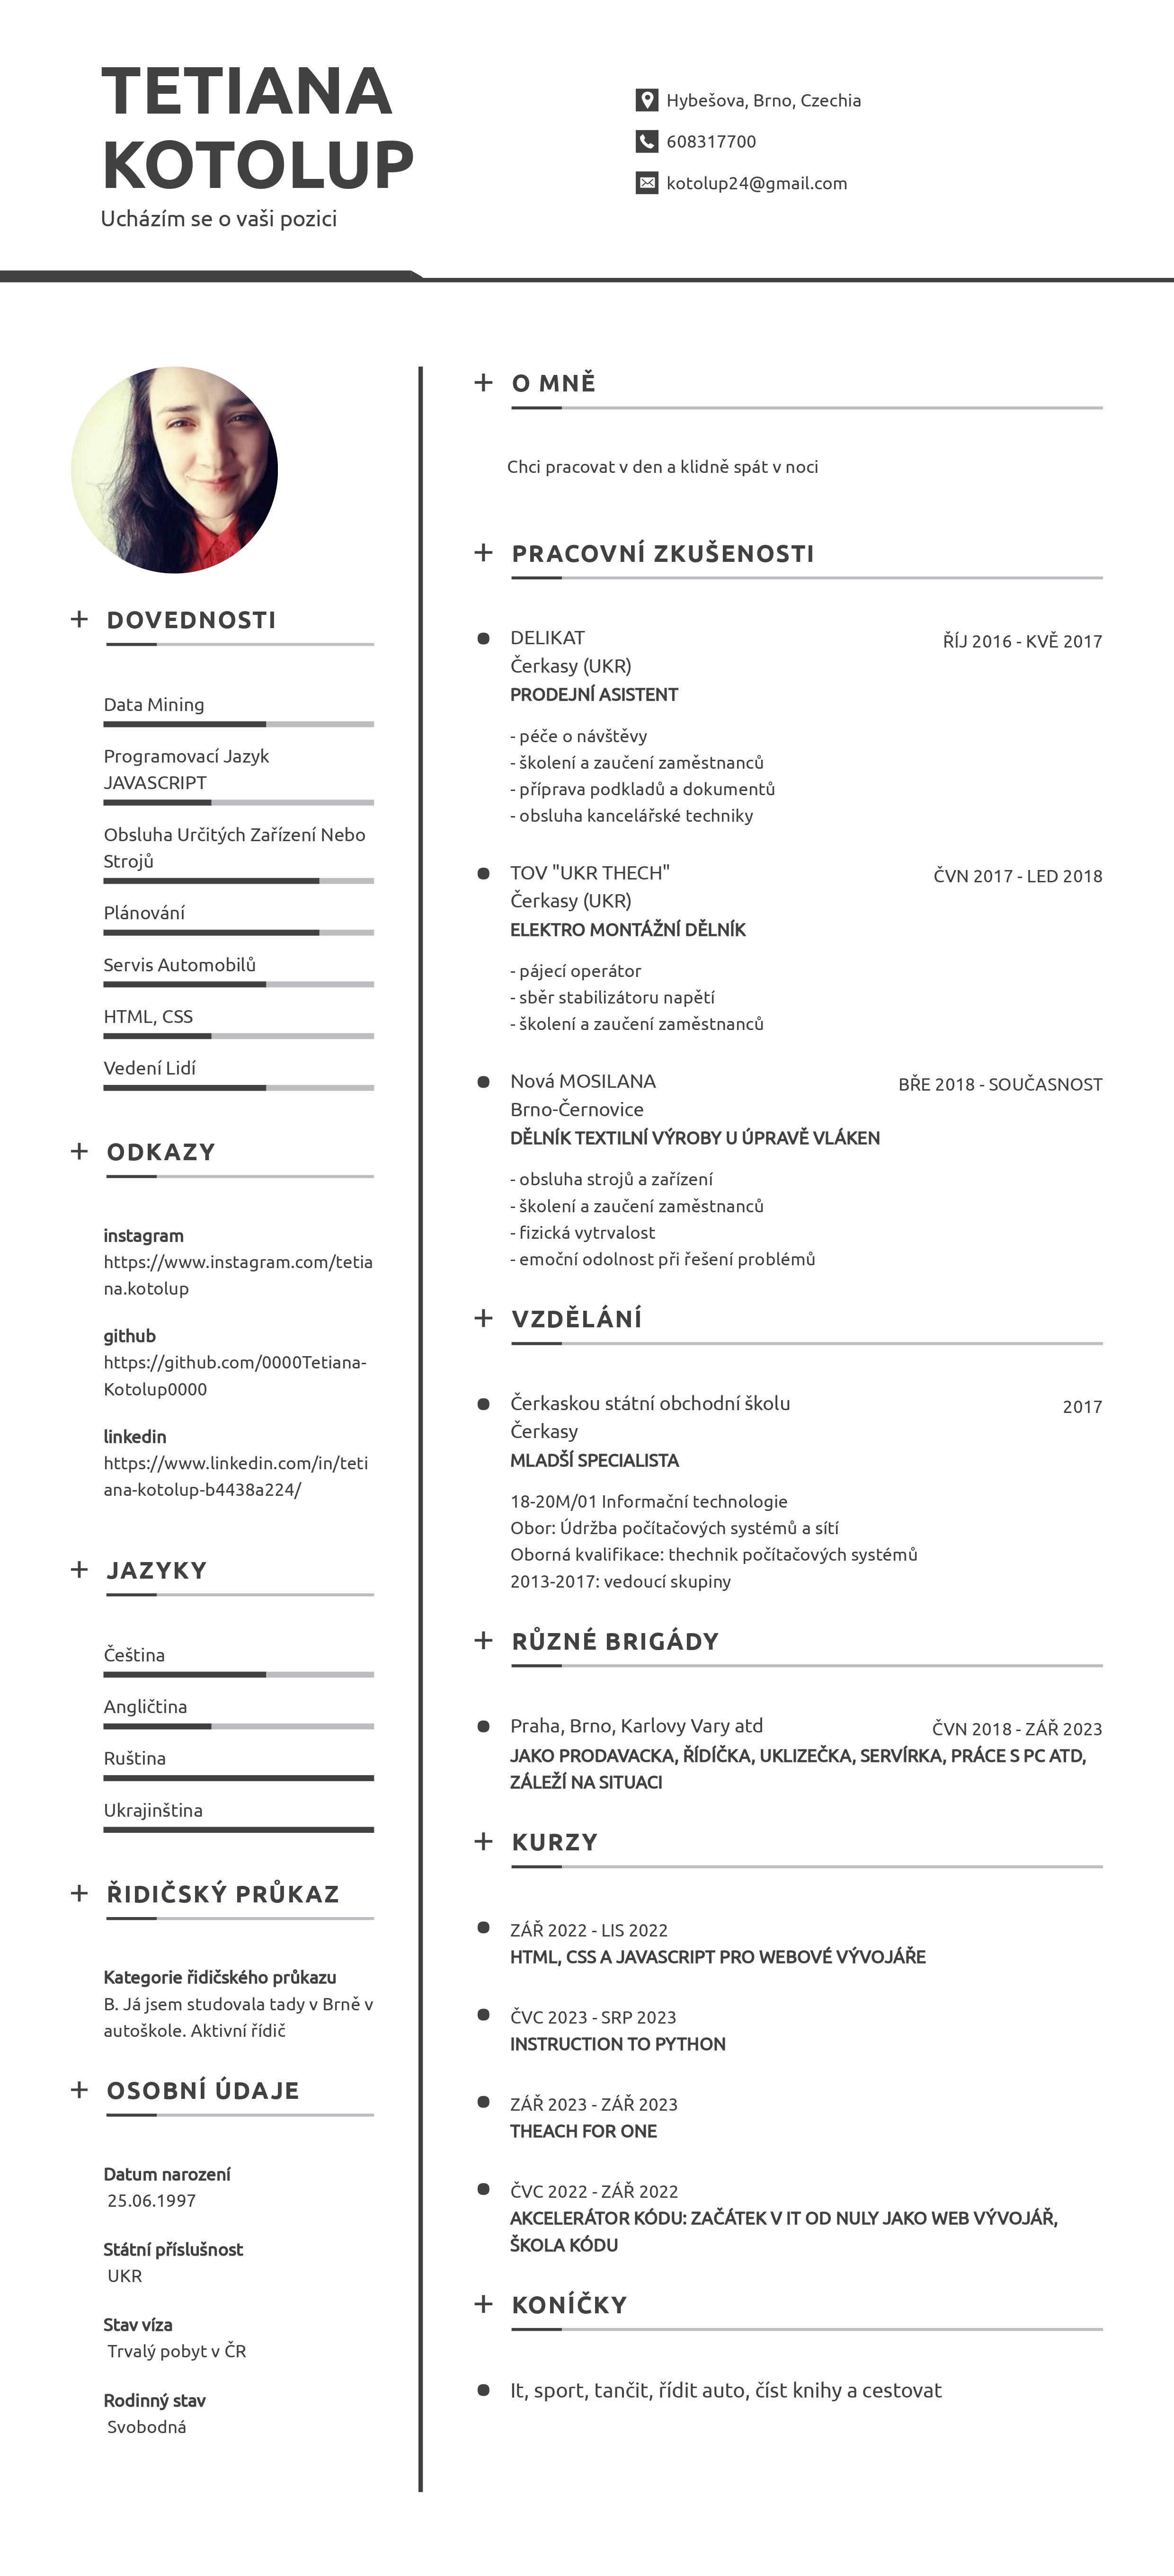 TETIANA
KOTOLUP
Ucházím se o vaši pozici
Hybešova, Brno, Czechia
608317700
kotolup24@gmail.com
DOVEDNOSTI
Data Mining
Programovací Jazyk
JAVASCRIPT
Obsluha Určitých Zařízení Nebo
Strojů
Plánování
Servis Automobilů
HTML, CSS
Vedení Lidí
ODKAZY
instagram
https://www.instagram.com/tetia
na.kotolup
github
https://github.com/0000Tetiana-
Kotolup0000
linkedin
https://www.linkedin.com/in/teti
ana-kotolup-b4438a224/
JAZYKY
Čeština
Angličtina
Ruština
Ukrajinština
ŘIDIČSKÝ PRŮKAZ
Kategorie řidičského průkazu
B. Já jsem studovala tady v Brně v
autoškole. Aktivní řídič
OSOBNÍ ÚDAJE
Datum narození
25.06.1997
Státní příslušnost
UKR
Stav víza
Trvalý pobyt v ČR
Rodinný stav
Svobodná
O MNĚ
Chci pracovat v den a klidně spát v noci
PRACOVNÍ ZKUŠENOSTI
DELIKAT
ŘÍJ 2016 - KVĚ 2017
Čerkasy (UKR)
PRODEJNÍ ASISTENT
- péče o návštěvy
- školení a zaučení zaměstnanců
- příprava podkladů a dokumentů
- obsluha kancelářské techniky
TOV "UKR THECH"
ČVN 2017 - LED 2018
Čerkasy (UKR)
ELEKTRO MONTÁŽNÍ DĚLNÍK
- pájecí operátor
- sběr stabilizátoru napětí
- školení a zaučení zaměstnanců
Nová MOSILANA
BŘE 2018 - SOUČASNOST
Brno-Černovice
DĚLNÍK TEXTILNÍ VÝROBY U ÚPRAVĚ VLÁKEN
- obsluha strojů a zařízení
- školení a zaučení zaměstnanců
- fizická vytrvalost
- emoční odolnost při řešení problémů
VZDĚLÁNÍ
Čerkaskou státní obchodní školu
2017
Čerkasy
MLADŠÍ SPECIALISTA
18-20M/01 Informační technologie
Obor: Údržba počítačových systémů a sítí
Oborná kvalifikace: thechnik počítačových systémů
2013-2017: vedoucí skupiny
RŮZNÉ BRIGÁDY
Praha, Brno, Karlovy Vary atd
ČVN 2018 - ZÁŘ 2023
JAKO PRODAVACKA, ŘÍDÍČKA, UKLIZEČKA, SERVÍRKA, PRÁCE S PC ATD,
ZÁLEŽÍ NA SITUACI
KURZY
ZÁŘ 2022 - LIS 2022
HTML, CSS A JAVASCRIPT PRO WEBOVÉ VÝVOJÁŘE
ČVC 2023 - SRP 2023
INSTRUCTION TO PYTHON
ZÁŘ 2023 - ZÁŘ 2023
THEACH FOR ONE
ČVC 2022 - ZÁŘ 2022
AKCELERÁTOR KÓDU: ZAČÁTEK V IT OD NULY JAKO WEB VÝVOJÁŘ,
ŠKOLA KÓDU
KONÍČKY
It, sport, tančit, řídit auto, číst knihy a cestovat